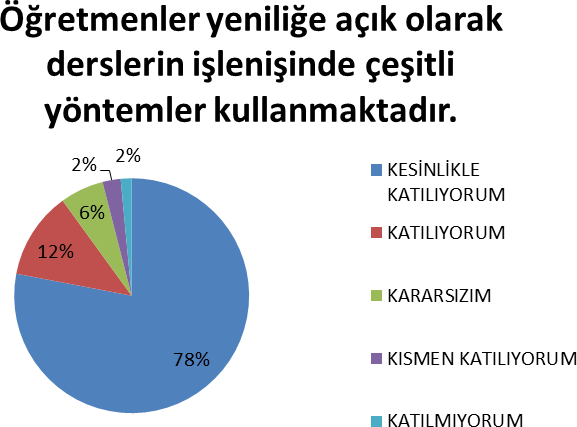 Öğretmenler yeniliğe açık olarak
derslerin işlenişinde çeşitli
yöntemler kullanmaktadır.
2%
2%
6%
12%
78%
KESİNLİKLE
KATILIYORUM
KATILIYORUM
KARARSIZIM
KISMEN KATILIYORUM
KATILMIYORUM